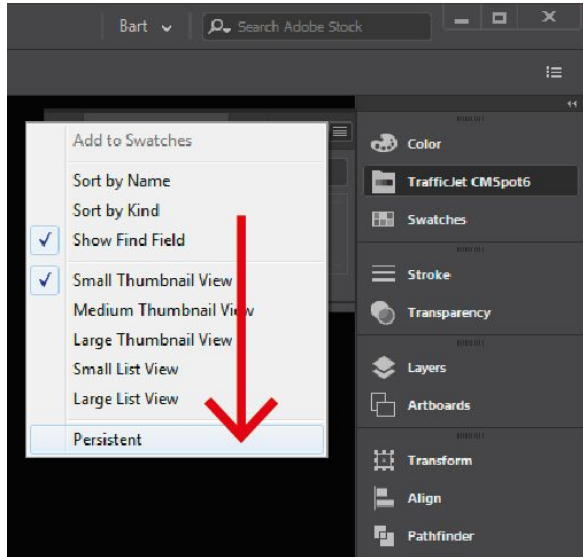 Bart
Search Adobe Stock
Add to Swatches
Sort by Name
Sort by Kind
Show Find Field
Small Thumbnail View
Medium Thumbnail View
Large Thumbnail View
Small List View
Large List View
Persistent
Color
TrafficJet CMSpot6
Swatches
Stroke
Transparency
Layers
Artboards
Transform
Align
Pathfinder